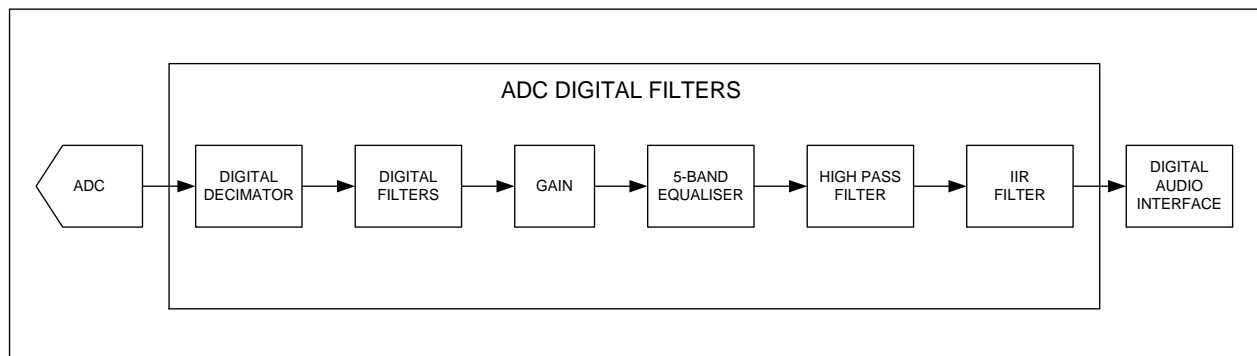 ADC DIGITAL FILTERS
ADC
DIGITAL
DECIMATOR
DIGITAL
FILTERS
GAIN
5-BAND
EQUALISER
HIGH PASS
FILTER
IIR
FILTER
DIGITAL
AUDIO
INTERFACE